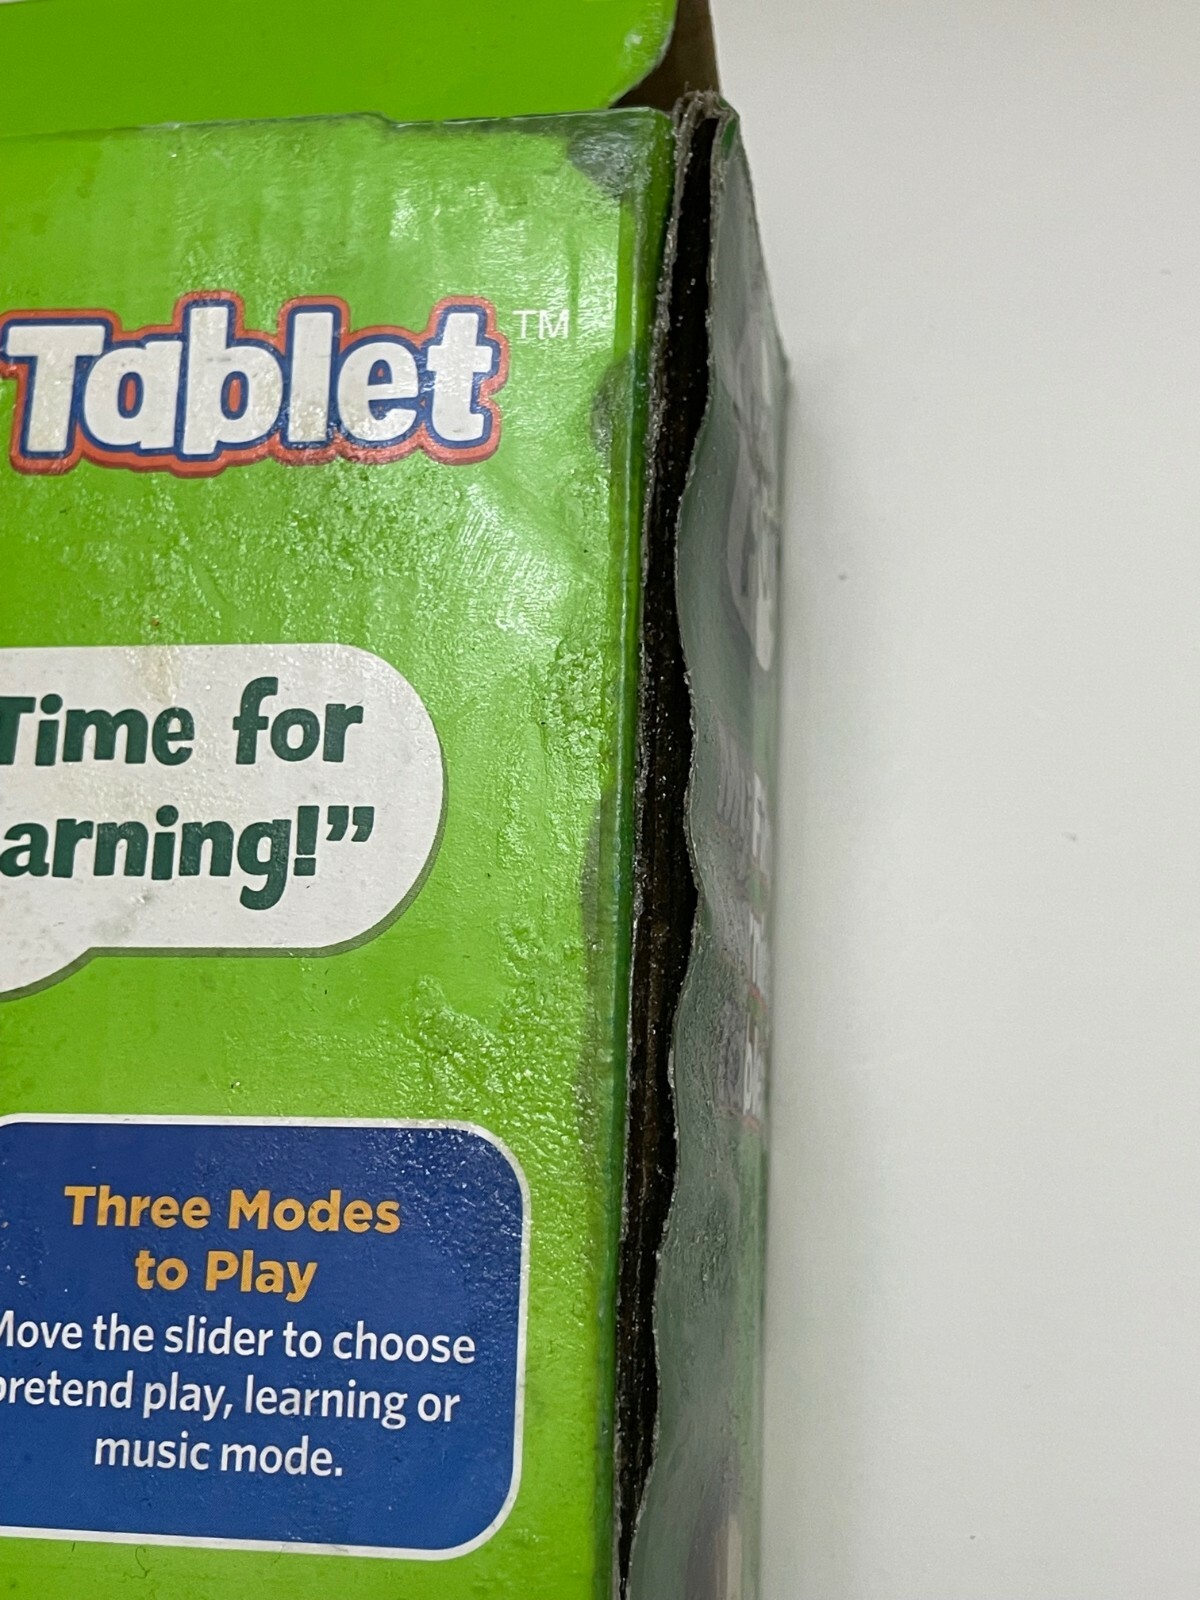 Tablet™
Time for
arning!”
Three Modes
to Play
Move the slider to choose
pretend play, learning or
music mode.